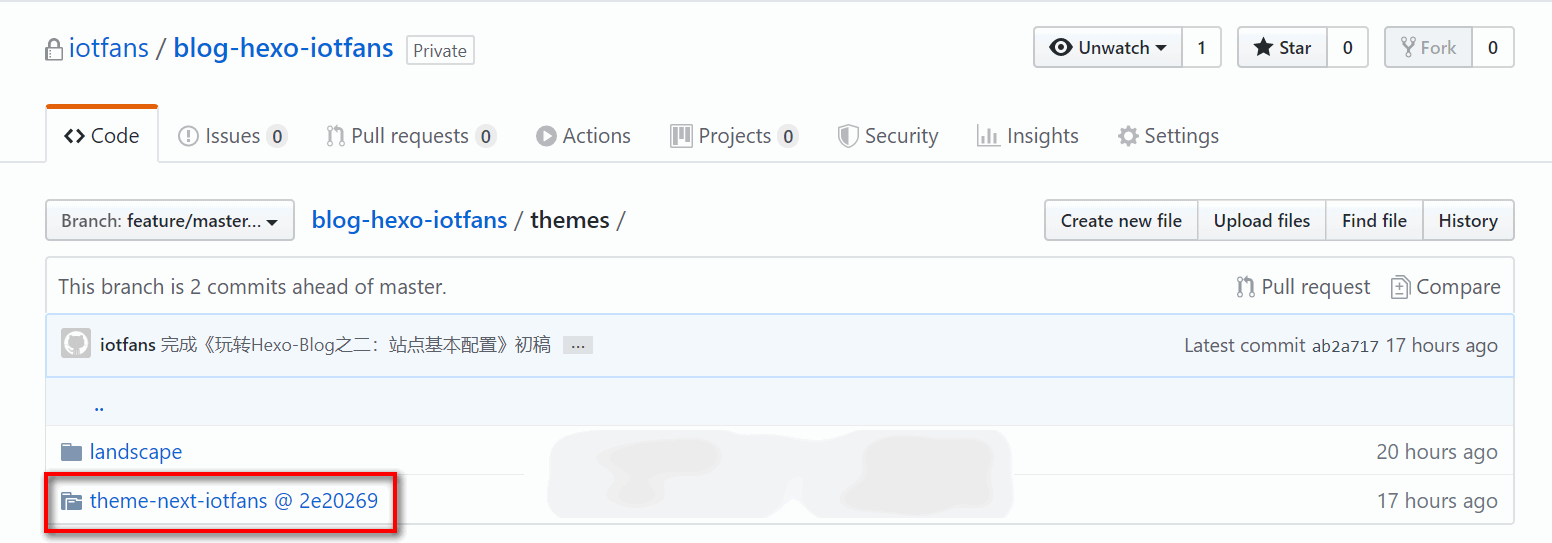 iotfans / blog-hexo-iotfans Private Unwatch 1 Star 0 Fork 0
Code Issues 0 Pull requests 0 Actions Projects 0 Security Insights Settings
Branch: feature/master... blog-hexo-iotfans / themes / Create new file Upload files Find file History
This branch is 2 commits ahead of master. Pull request Compare
iotfans 完成《玩转Hexo-Blog之二：站点基本配置》初稿 ... Latest commit ab2a717 17 hours ago
..
landscape 20 hours ago
theme-next-iotfans @ 2e20269 17 hours ago